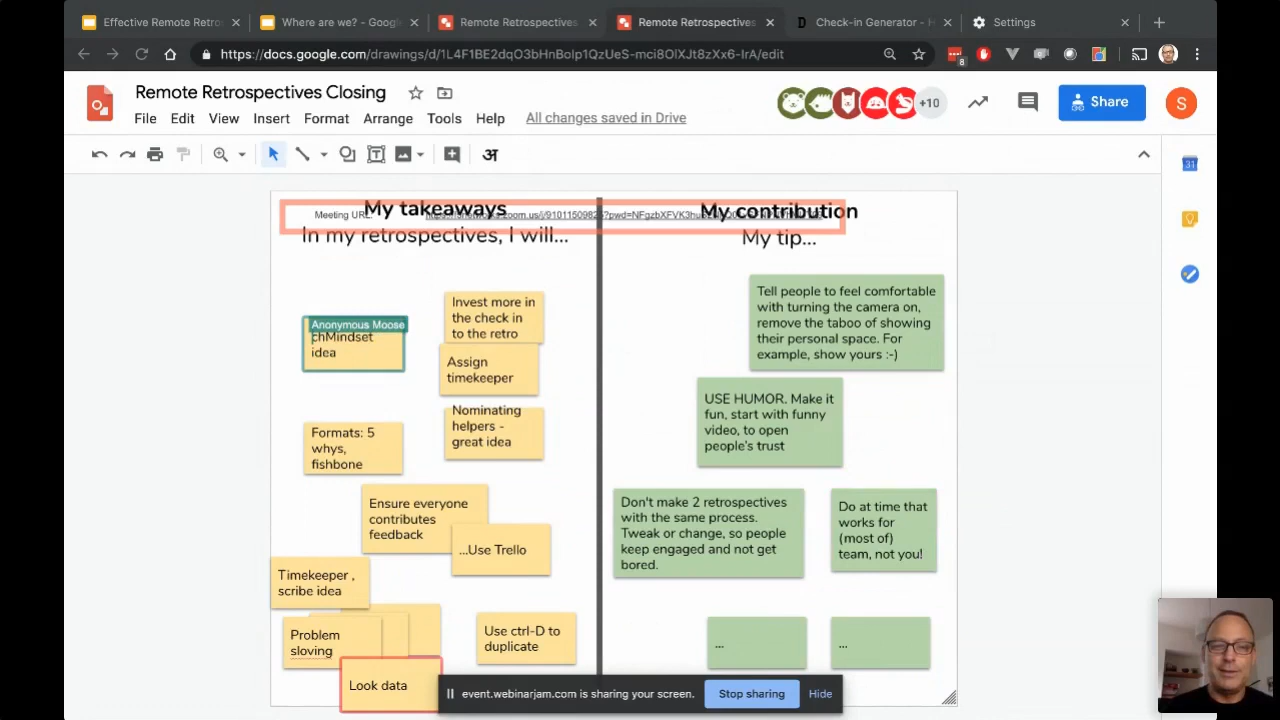 Effective Remote Retros
Where are we? - Google
Remote Retrospectives
Remote Retrospectives
Check-in Generator - H
Settings
https://docs.google.com/drawings/d/1L4F1BE2dqO3bHnBoIp1QzUeS-mci8OlXJt8zXx6-IrA/edit
8
Remote Retrospectives Closing
+10
Share
S
File Edit View Insert Format Arrange Tools Help All changes saved in Drive
अ
31
My takeaways
My contribution
Meeting URL:
In my retrospectives, I will...
My tip...
Anonymous Moose
chMindset
idea
Invest more in
the check in
to the retro
Assign
timekeeper
Nominating
helpers -
great idea
Formats: 5
whys,
fishbone
Ensure everyone
contributes
feedback
...Use Trello
Timekeeper ,
scribe idea
Problem
sloving
Use ctrl-D to
duplicate
Look data
Tell people to feel comfortable
with turning the camera on,
remove the taboo of showing
their personal space. For
example, show yours :-)
USE HUMOR. Make it
fun, start with funny
video, to open
people's trust
Don't make 2 retrospectives
with the same process.
Tweak or change, so people
keep engaged and not get
bored.
Do at time that
works for
(most of)
team, not you!
...
...
event.webinarjam.com is sharing your screen.
Stop sharing
Hide